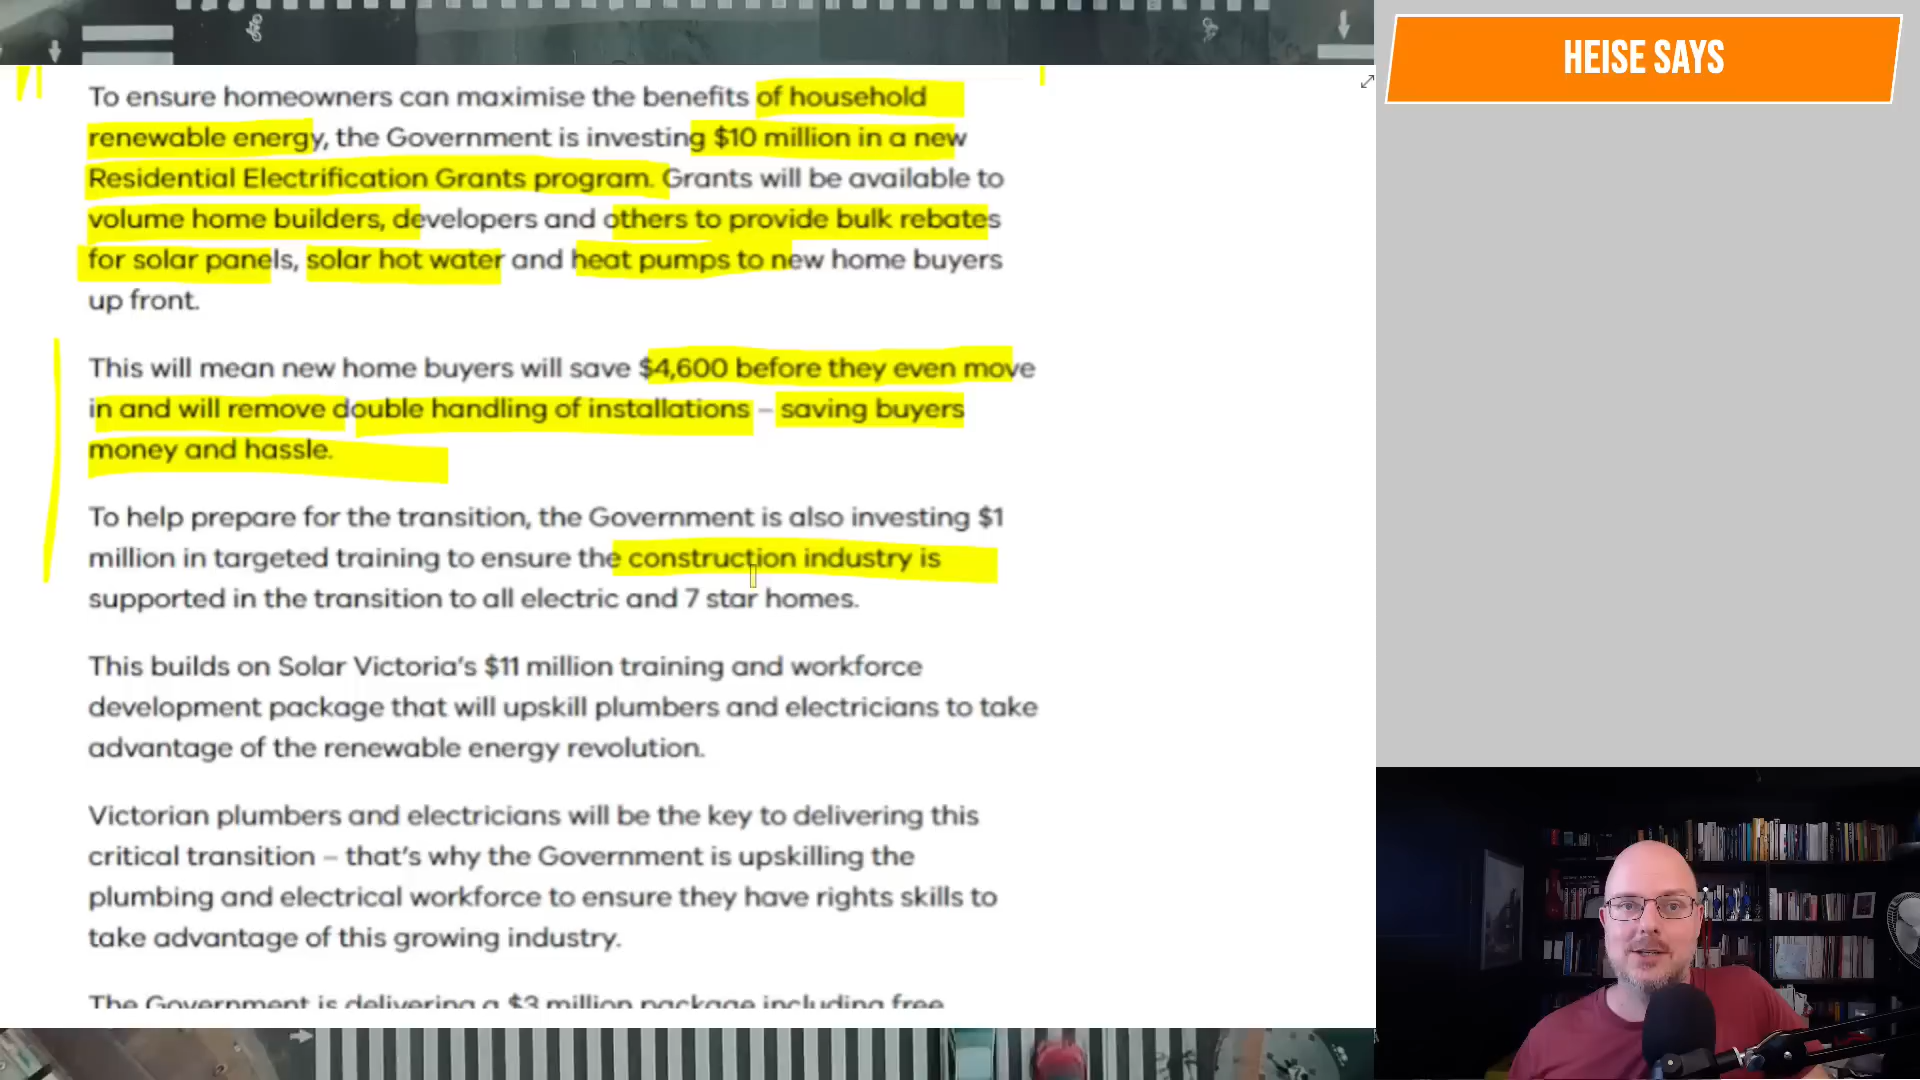 HEISE SAYS
To ensure homeowners can maximise the benefits of household
renewable energy, the Government is investing $10 million in a new
Residential Electrification Grants program. Grants will be available to
volume home builders, developers and others to provide bulk rebates
for solar panels, solar hot water and heat pumps to new home buyers
up front.
This will mean new home buyers will save $4,600 before they even move
in and will remove double handling of installations – saving buyers
money and hassle.
To help prepare for the transition, the Government is also investing $1
million in targeted training to ensure the construction industry is
supported in the transition to all electric and 7 star homes.
This builds on Solar Victoria's $11 million training and workforce
development package that will upskill plumbers and electricians to take
advantage of the renewable energy revolution.
Victorian plumbers and electricians will be the key to delivering this
critical transition – that's why the Government is upskilling the
plumbing and electrical workforce to ensure they have rights skills to
take advantage of this growing industry.
The Government is delivering a $3 million package including free